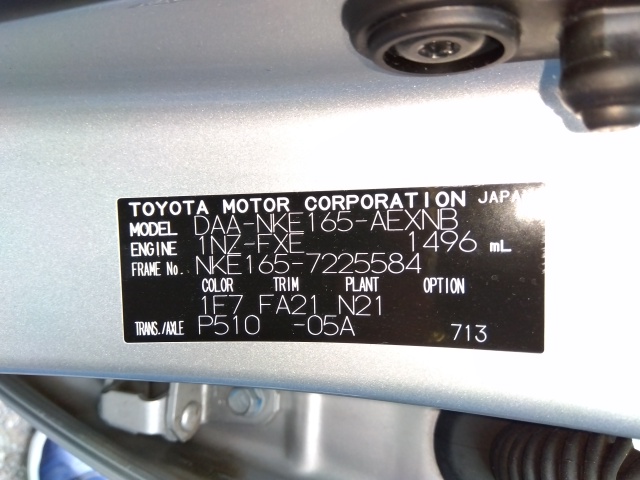 TOYOTA MOTOR CORPORATION JAPAN
MODEL DAA-NKE165-AEXNB
ENGINE 1NZ-FXE 1496 mL
FRAME No. NKE165-7225584
COLOR TRIM PLANT OPTION
1F7 FA21 N21
TRANS./AXLE P510 -05A 713